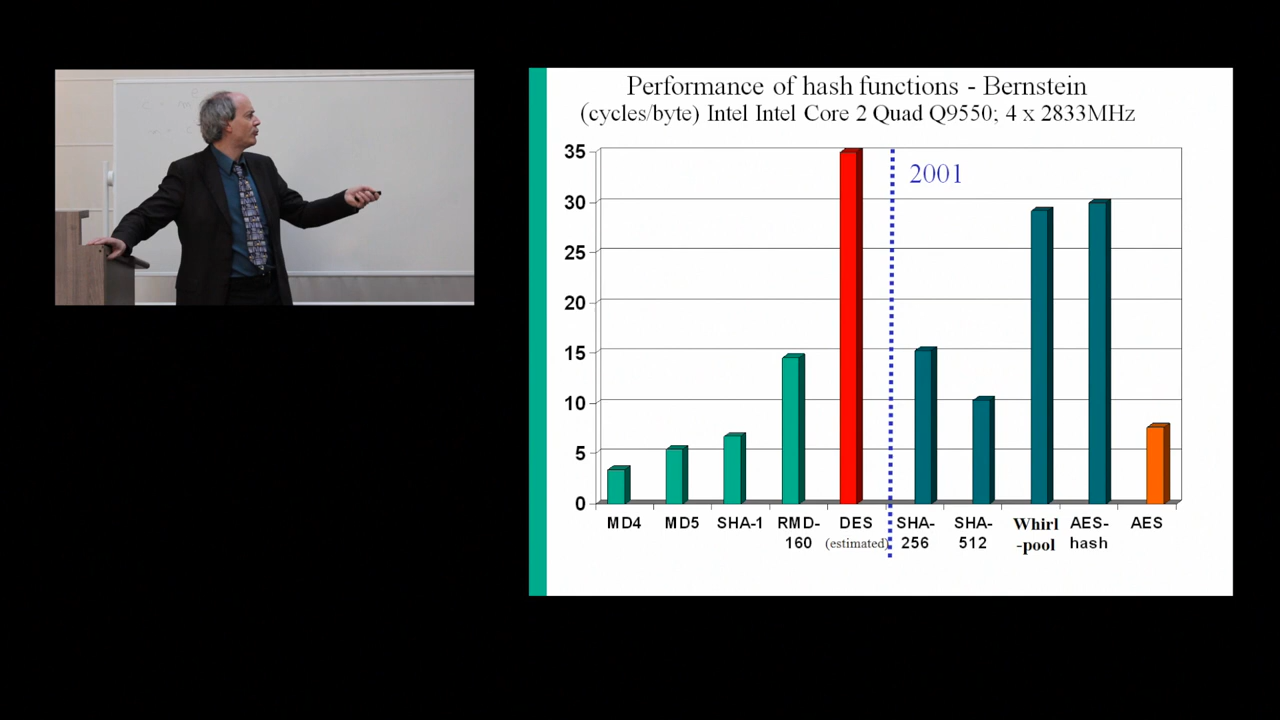 Performance of hash functions - Bernstein
(cycles/byte) Intel Intel Core 2 Quad Q9550; 4 x 2833MHz
2001
35
30
25
20
15
10
5
0
MD4
MD5
SHA-1
RMD-
160
DES
(estimated)
SHA-
256
SHA-
512
Whirl
-pool
AES-
hash
AES